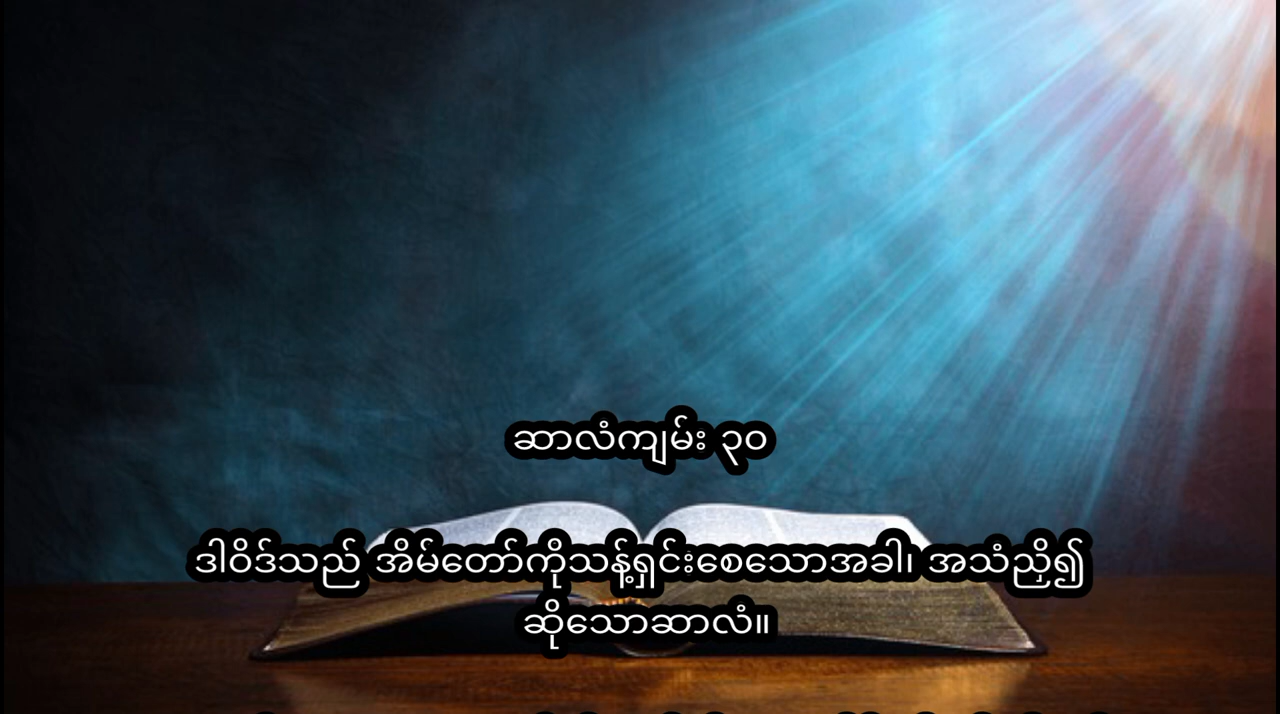 ဆာလံကျမ်း ၃၀
ဒါဝိဒ်သည် အိမ်တော်ကိုသန့်ရှင်းစေသောအခါ၊ အသံညှိ၍
ဆိုသောဆာလံ။